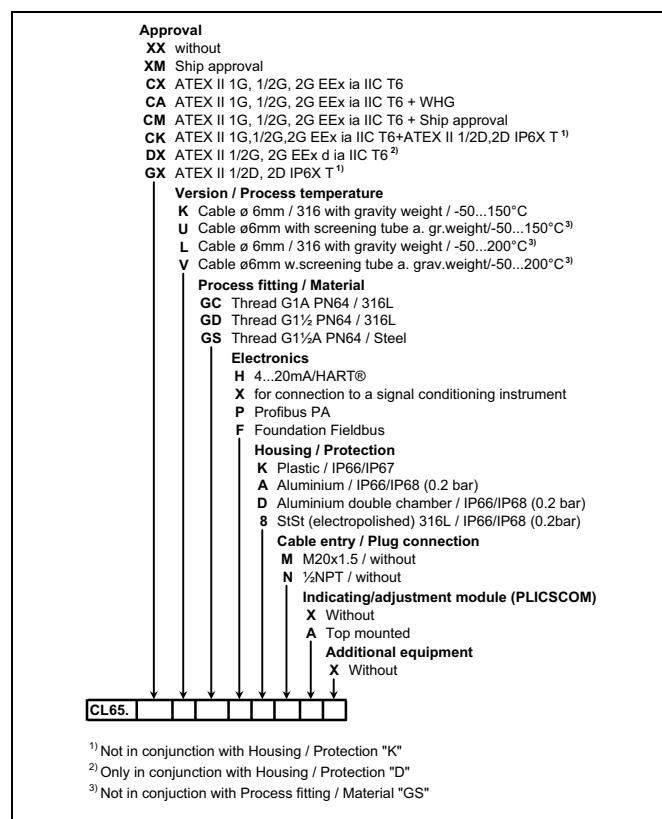 Approval
XX without
XM Ship approval
CX ATEX II 1G, 1/2G, 2G EEx ia IIC T6
CA ATEX II 1G, 1/2G, 2G EEx ia IIC T6 + WHG
CM ATEX II 1G, 1/2G, 2G EEx ia IIC T6 + Ship approval
CK ATEX II 1G,1/2G,2G EEx ia IIC T6+ATEX II 1/2D,2D IP6X T 1)
DX ATEX II 1/2G, 2G EEx d ia IIC T6 2)
GX ATEX II 1/2D, 2D IP6X T 1)
Version / Process temperature
K Cable ø 6mm / 316 with gravity weight / -50...150°C
U Cable ø6mm with screening tube a. gr.weight/-50...150°C 3)
L Cable ø 6mm / 316 with gravity weight / -50...200°C 3)
V Cable ø6mm w.screening tube a. grav.weight/-50...200°C 3)
Process fitting / Material
GC Thread G1A PN64 / 316L
GD Thread G1½ PN64 / 316L
GS Thread G1½A PN64 / Steel
Electronics
H 4...20mA/HART®
X for connection to a signal conditioning instrument
P Profibus PA
F Foundation Fieldbus
Housing / Protection
K Plastic / IP66/IP67
A Aluminium / IP66/IP68 (0.2 bar)
D Aluminium double chamber / IP66/IP68 (0.2 bar)
8 StSt (electropolished) 316L / IP66/IP68 (0.2bar)
Cable entry / Plug connection
M M20x1.5 / without
N ½NPT / without
Indicating/adjustment module (PLICSCOM)
X Without
A Top mounted
Additional equipment
X Without
CL65.
1) Not in conjunction with Housing / Protection "K"
2) Only in conjunction with Housing / Protection "D"
3) Not in conjuction with Process fitting / Material "GS"